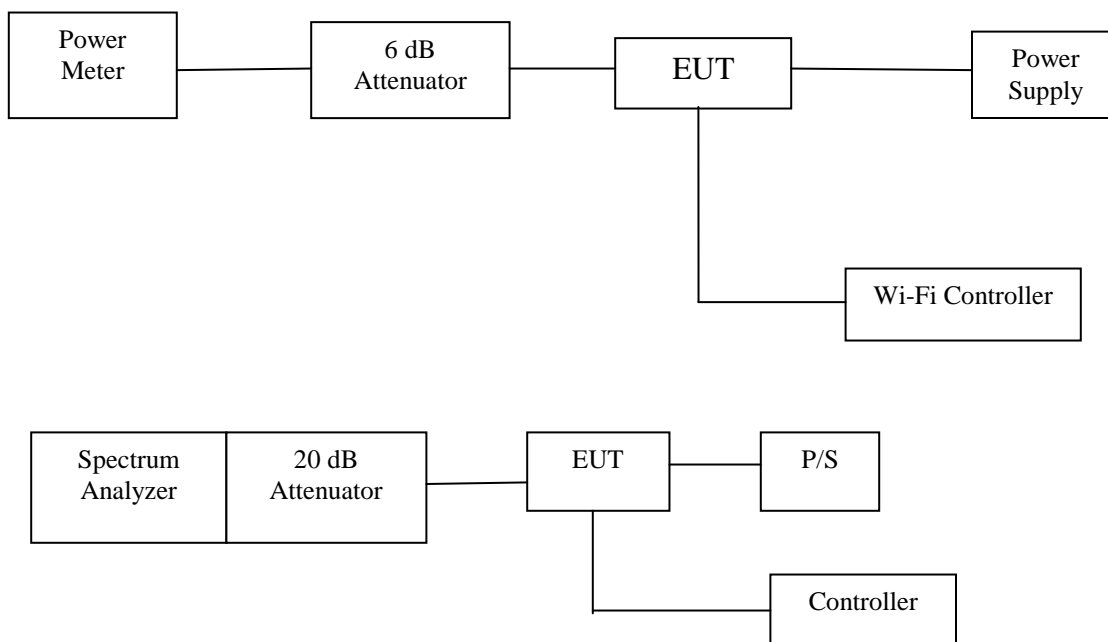 Power
Meter
6 dB
Attenuator
EUT
Power
Supply
Wi-Fi Controller
Spectrum
Analyzer
20 dB
Attenuator
EUT
P/S
Controller